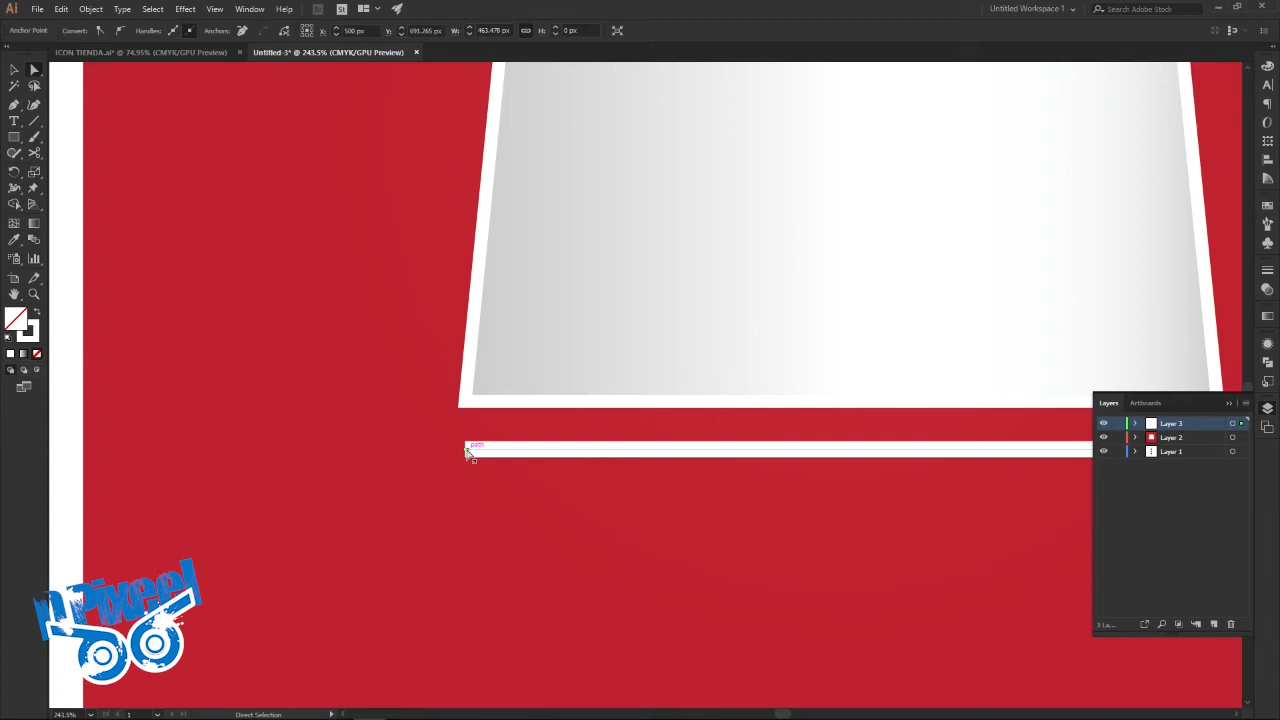 Ai File Edit Object Type Select Effect View Window Help Br St Untitled Workspace 1 Search Adobe Stock
Anchor Point Convert: Handles: Anchors: X: 500 px Y: 691.265 px W: 463.478 px H: 0 px
ICON TIENDA.ai* @ 74.95% (CMYK/GPU Preview) × Untitled-3* @ 243.5% (CMYK/GPU Preview) ×
path
Layers Artboards
Layer 3
Layer 2
Layer 1
3 La...
n Pixeel
243.5% 1 Direct Selection